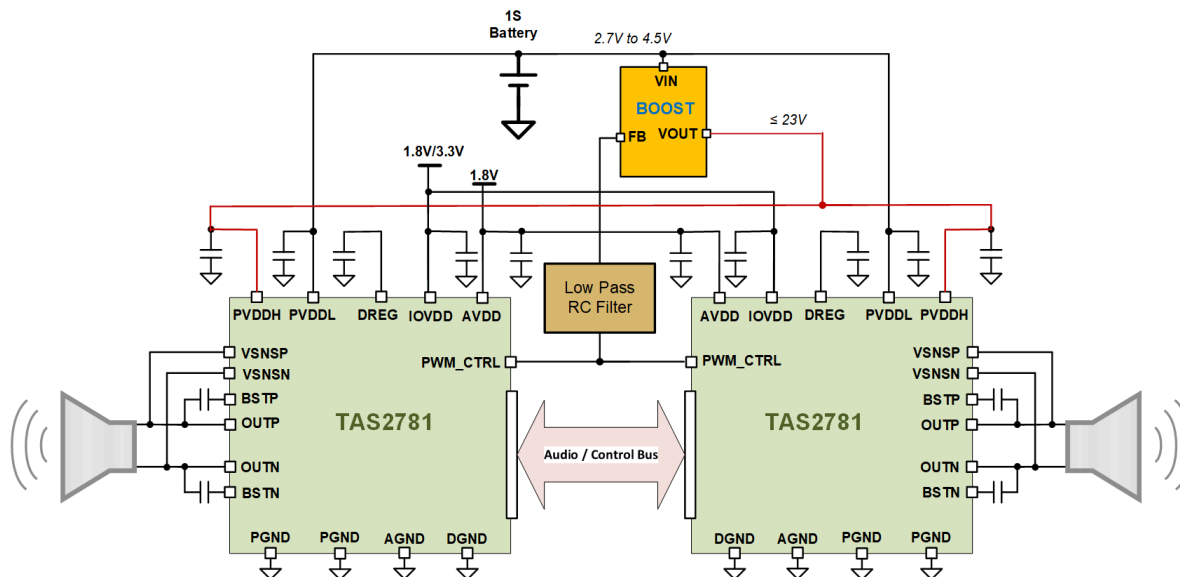 1S
Battery
2.7V to 4.5V
VIN
BOOST
FB
VOUT
≤ 23V
1.8V/3.3V
1.8V
Low Pass
RC Filter
PVDDH
PVDDL
DREG
IOVDD
AVDD
VSNSP
VSNSN
BSTP
OUTP
OUTN
BSTN
PWM_CTRL
TAS2781
PGND
PGND
AGND
DGND
Audio / Control Bus
AVDD
IOVDD
DREG
PVDDL
PVDDH
PWM_CTRL
VSNSP
VSNSN
BSTP
OUTP
OUTN
BSTN
TAS2781
DGND
AGND
PGND
PGND